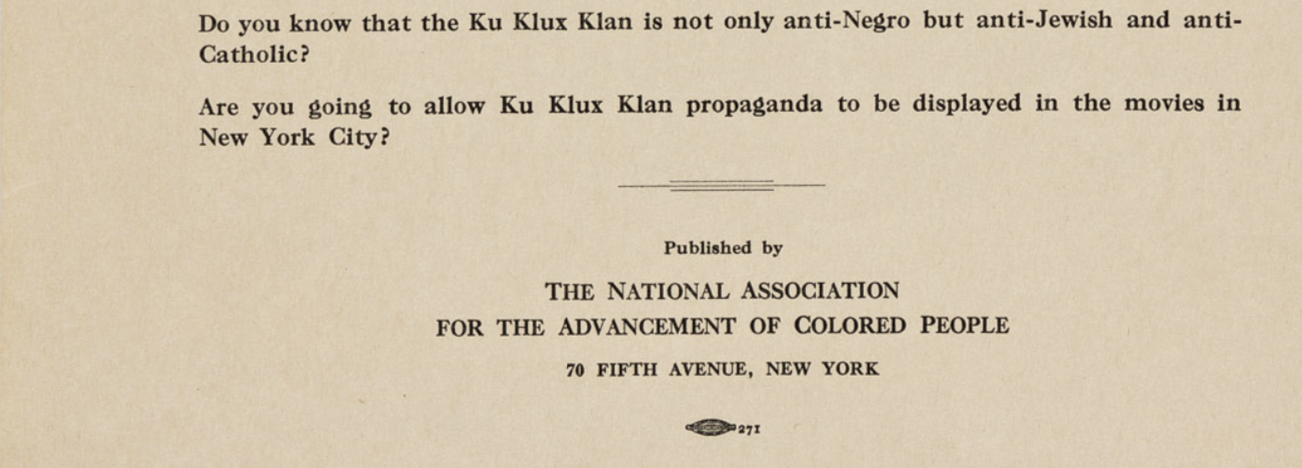 Do you know that the Ku Klux Klan is not only anti-Negro but anti-Jewish and anti-
Catholic?
Are you going to allow Ku Klux Klan propaganda to be displayed in the movies in
New York City?
Published by
THE NATIONAL ASSOCIATION
FOR THE ADVANCEMENT OF COLORED PEOPLE
70 FIFTH AVENUE, NEW YORK
271